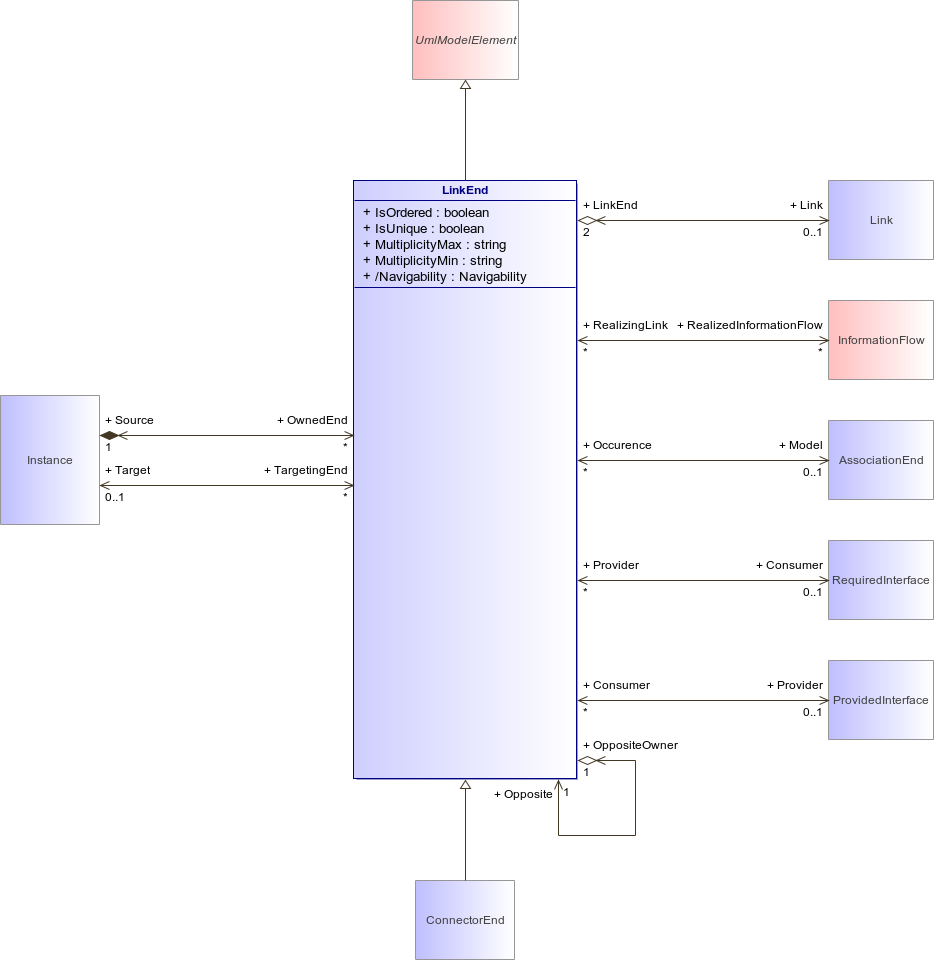 UmlModelElement
LinkEnd
+ IsOrdered : boolean
+ IsUnique : boolean
+ MultiplicityMax : string
+ MultiplicityMin : string
+ /Navigability : Navigability
+ LinkEnd
+ Link
2
0..1
Link
+ RealizingLink
+ RealizedInformationFlow
*
*
InformationFlow
+ Source
+ OwnedEnd
1
*
Instance
+ Target
+ TargetingEnd
0..1
*
+ Occurence
+ Model
*
0..1
AssociationEnd
+ Provider
+ Consumer
*
0..1
RequiredInterface
+ Consumer
+ Provider
*
0..1
ProvidedInterface
+ OppositeOwner
1
+ Opposite
1
ConnectorEnd